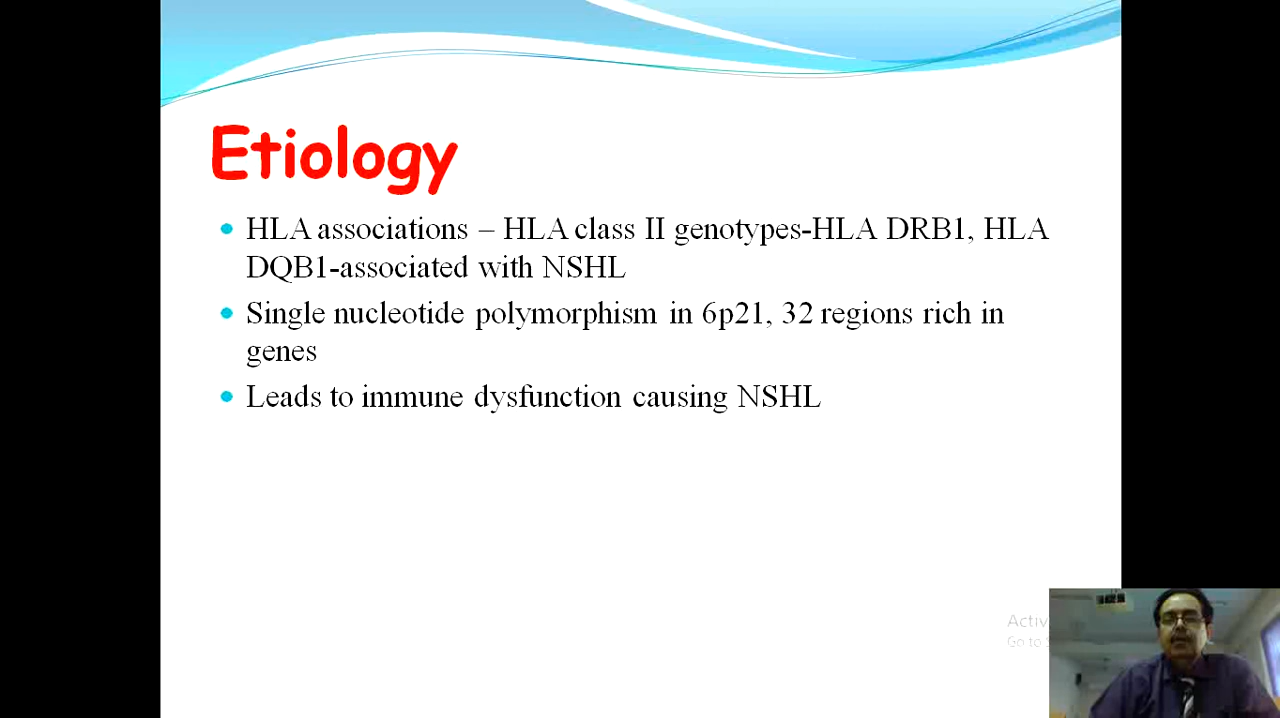 Etiology
HLA associations – HLA class II genotypes-HLA DRB1, HLA
DQB1-associated with NSHL
Single nucleotide polymorphism in 6p21, 32 regions rich in
genes
Leads to immune dysfunction causing NSHL
Activ
Go to S